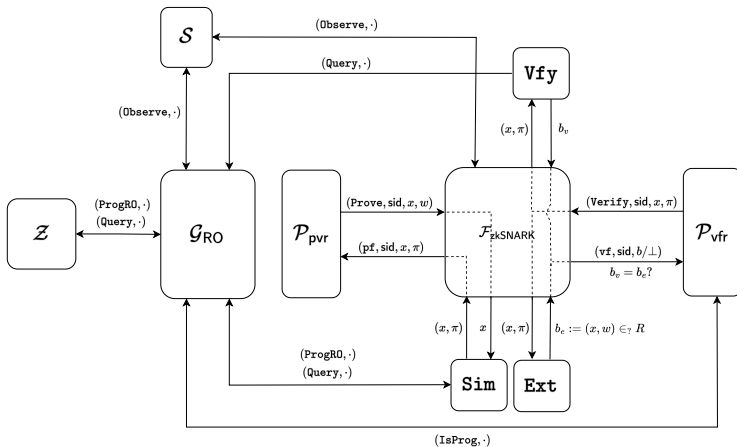 (Observe, ·)
𝒮
(Query, ·)
Vfy
(Observe, ·)
(x, π)
b_v
(ProgRO, ·)
(Query, ·)
𝒵
𝒢_RO
𝒫_pvr
(Prove, sid, x, w)
(pf, sid, x, π)
ℱ_zkSNARK
(Verify, sid, x, π)
(vf, sid, b/⊥)
b_v = b_e?
𝒫_vfr
(x, π)
x
(x, π)
b_e := (x, w) ∈_? R
(ProgRO, ·)
(Query, ·)
Sim
Ext
(IsProg, ·)